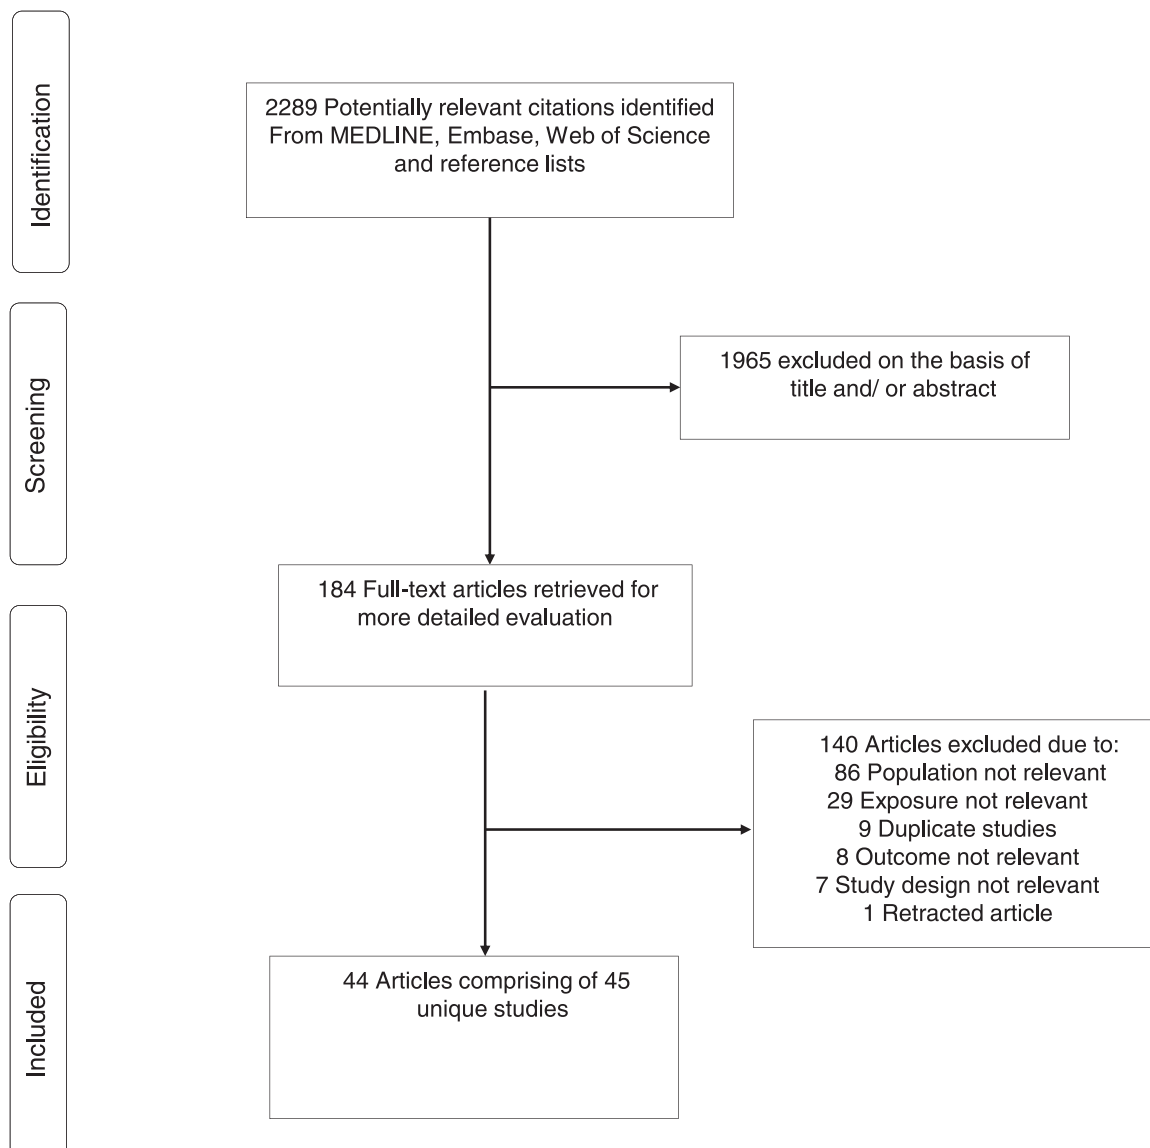 Identification
2289 Potentially relevant citations identified
From MEDLINE, Embase, Web of Science
and reference lists
Screening
1965 excluded on the basis of
title and/ or abstract
184 Full-text articles retrieved for
more detailed evaluation
Eligibility
140 Articles excluded due to:
86 Population not relevant
29 Exposure not relevant
9 Duplicate studies
8 Outcome not relevant
7 Study design not relevant
1 Retracted article
Included
44 Articles comprising of 45
unique studies